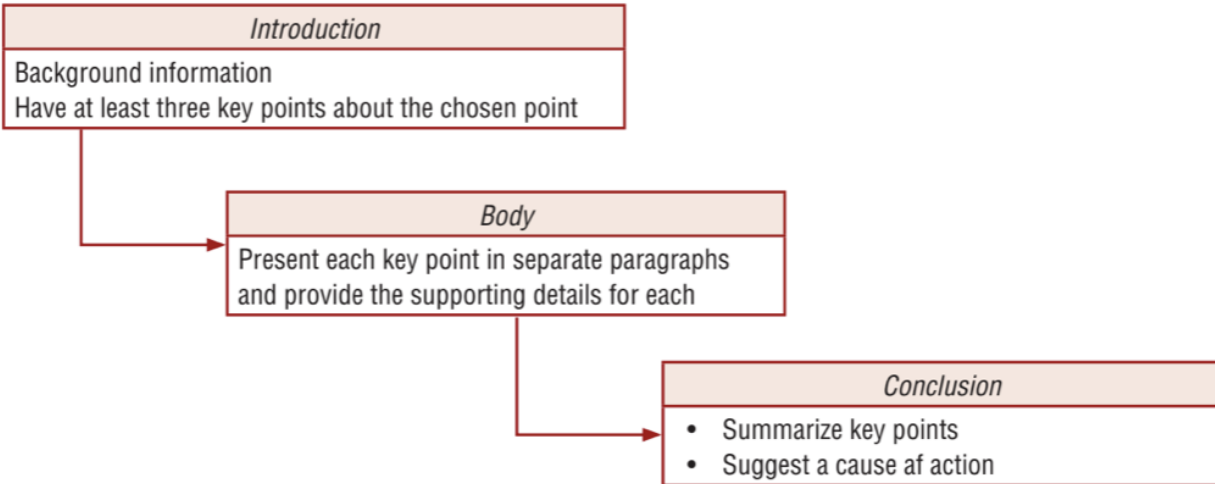 Introduction
Background information
Have at least three key points about the chosen point
Body
Present each key point in separate paragraphs
and provide the supporting details for each
Conclusion
• Summarize key points
• Suggest a cause af action